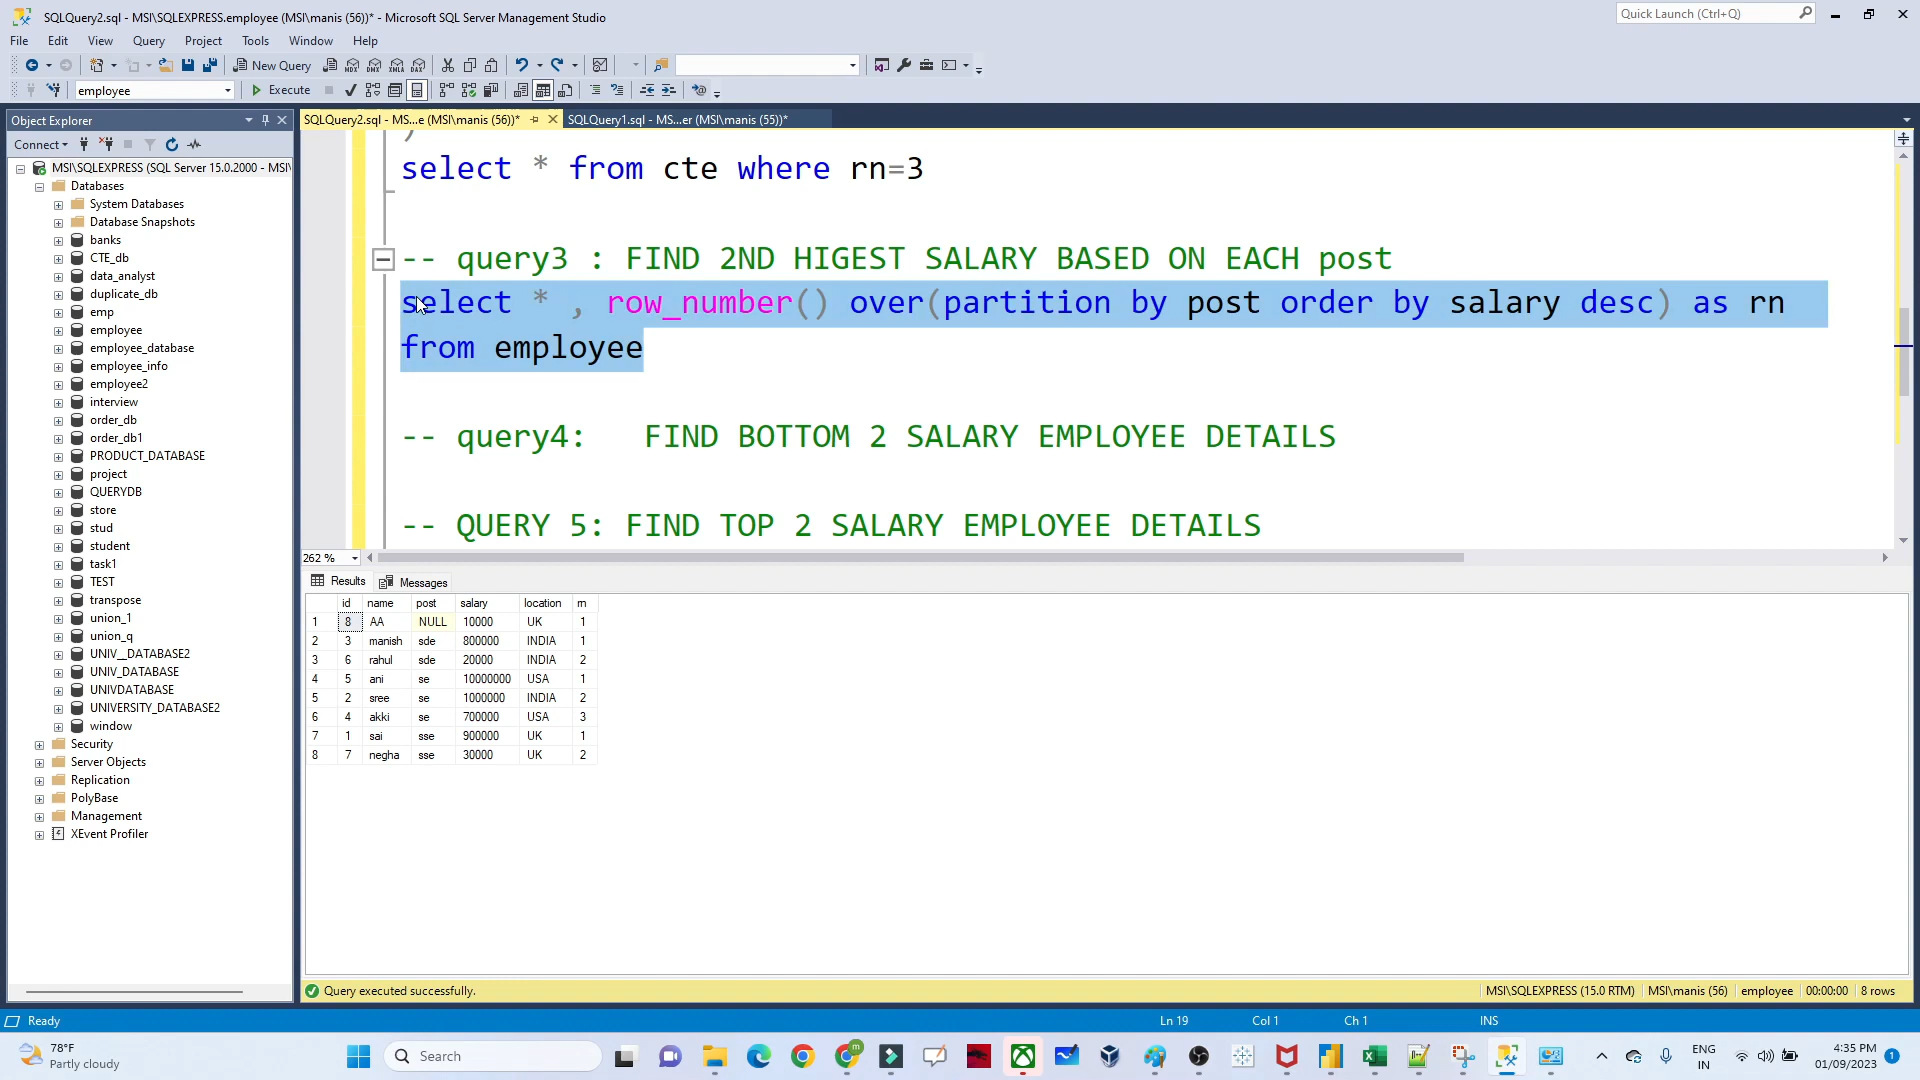 SQLQuery2.sql - MSI\SQLEXPRESS.employee (MSI\manis (56))* - Microsoft SQL Server Management Studio
Quick Launch (Ctrl+Q)
File Edit View Query Project Tools Window Help
New Query
employee
Execute
Object Explorer
SQLQuery2.sql - MS...e (MSI\manis (56))*
SQLQuery1.sql - MS...er (MSI\manis (55))*
Connect
MSI\SQLEXPRESS (SQL Server 15.0.2000 - MSI\
Databases
System Databases
Database Snapshots
banks
CTE_db
data_analyst
duplicate_db
emp
employee
employee_database
employee_info
employee2
interview
order_db
order_db1
PRODUCT_DATABASE
project
QUERYDB
store
stud
student
task1
TEST
transpose
union_1
union_q
UNIV__DATABASE2
UNIV_DATABASE
UNIVDATABASE
UNIVERSITY_DATABASE2
window
Security
Server Objects
Replication
PolyBase
Management
XEvent Profiler
)
select * from cte where rn=3
-- query3 : FIND 2ND HIGEST SALARY BASED ON EACH post
select * , row_number() over(partition by post order by salary desc) as rn
from employee
-- query4:   FIND BOTTOM 2 SALARY EMPLOYEE DETAILS
-- QUERY 5: FIND TOP 2 SALARY EMPLOYEE DETAILS
262 %
Results Messages
id name post salary location rn
1 8 AA NULL 10000 UK 1
2 3 manish sde 800000 INDIA 1
3 6 rahul sde 20000 INDIA 2
4 5 ani se 10000000 USA 1
5 2 sree se 1000000 INDIA 2
6 4 akki se 700000 USA 3
7 1 sai sse 900000 UK 1
8 7 negha sse 30000 UK 2
Query executed successfully.
MSI\SQLEXPRESS (15.0 RTM) MSI\manis (56) employee 00:00:00 8 rows
Ready
Ln 19 Col 1 Ch 1 INS
78°F
Partly cloudy
Search
ENG
IN
4:35 PM
01/09/2023
1